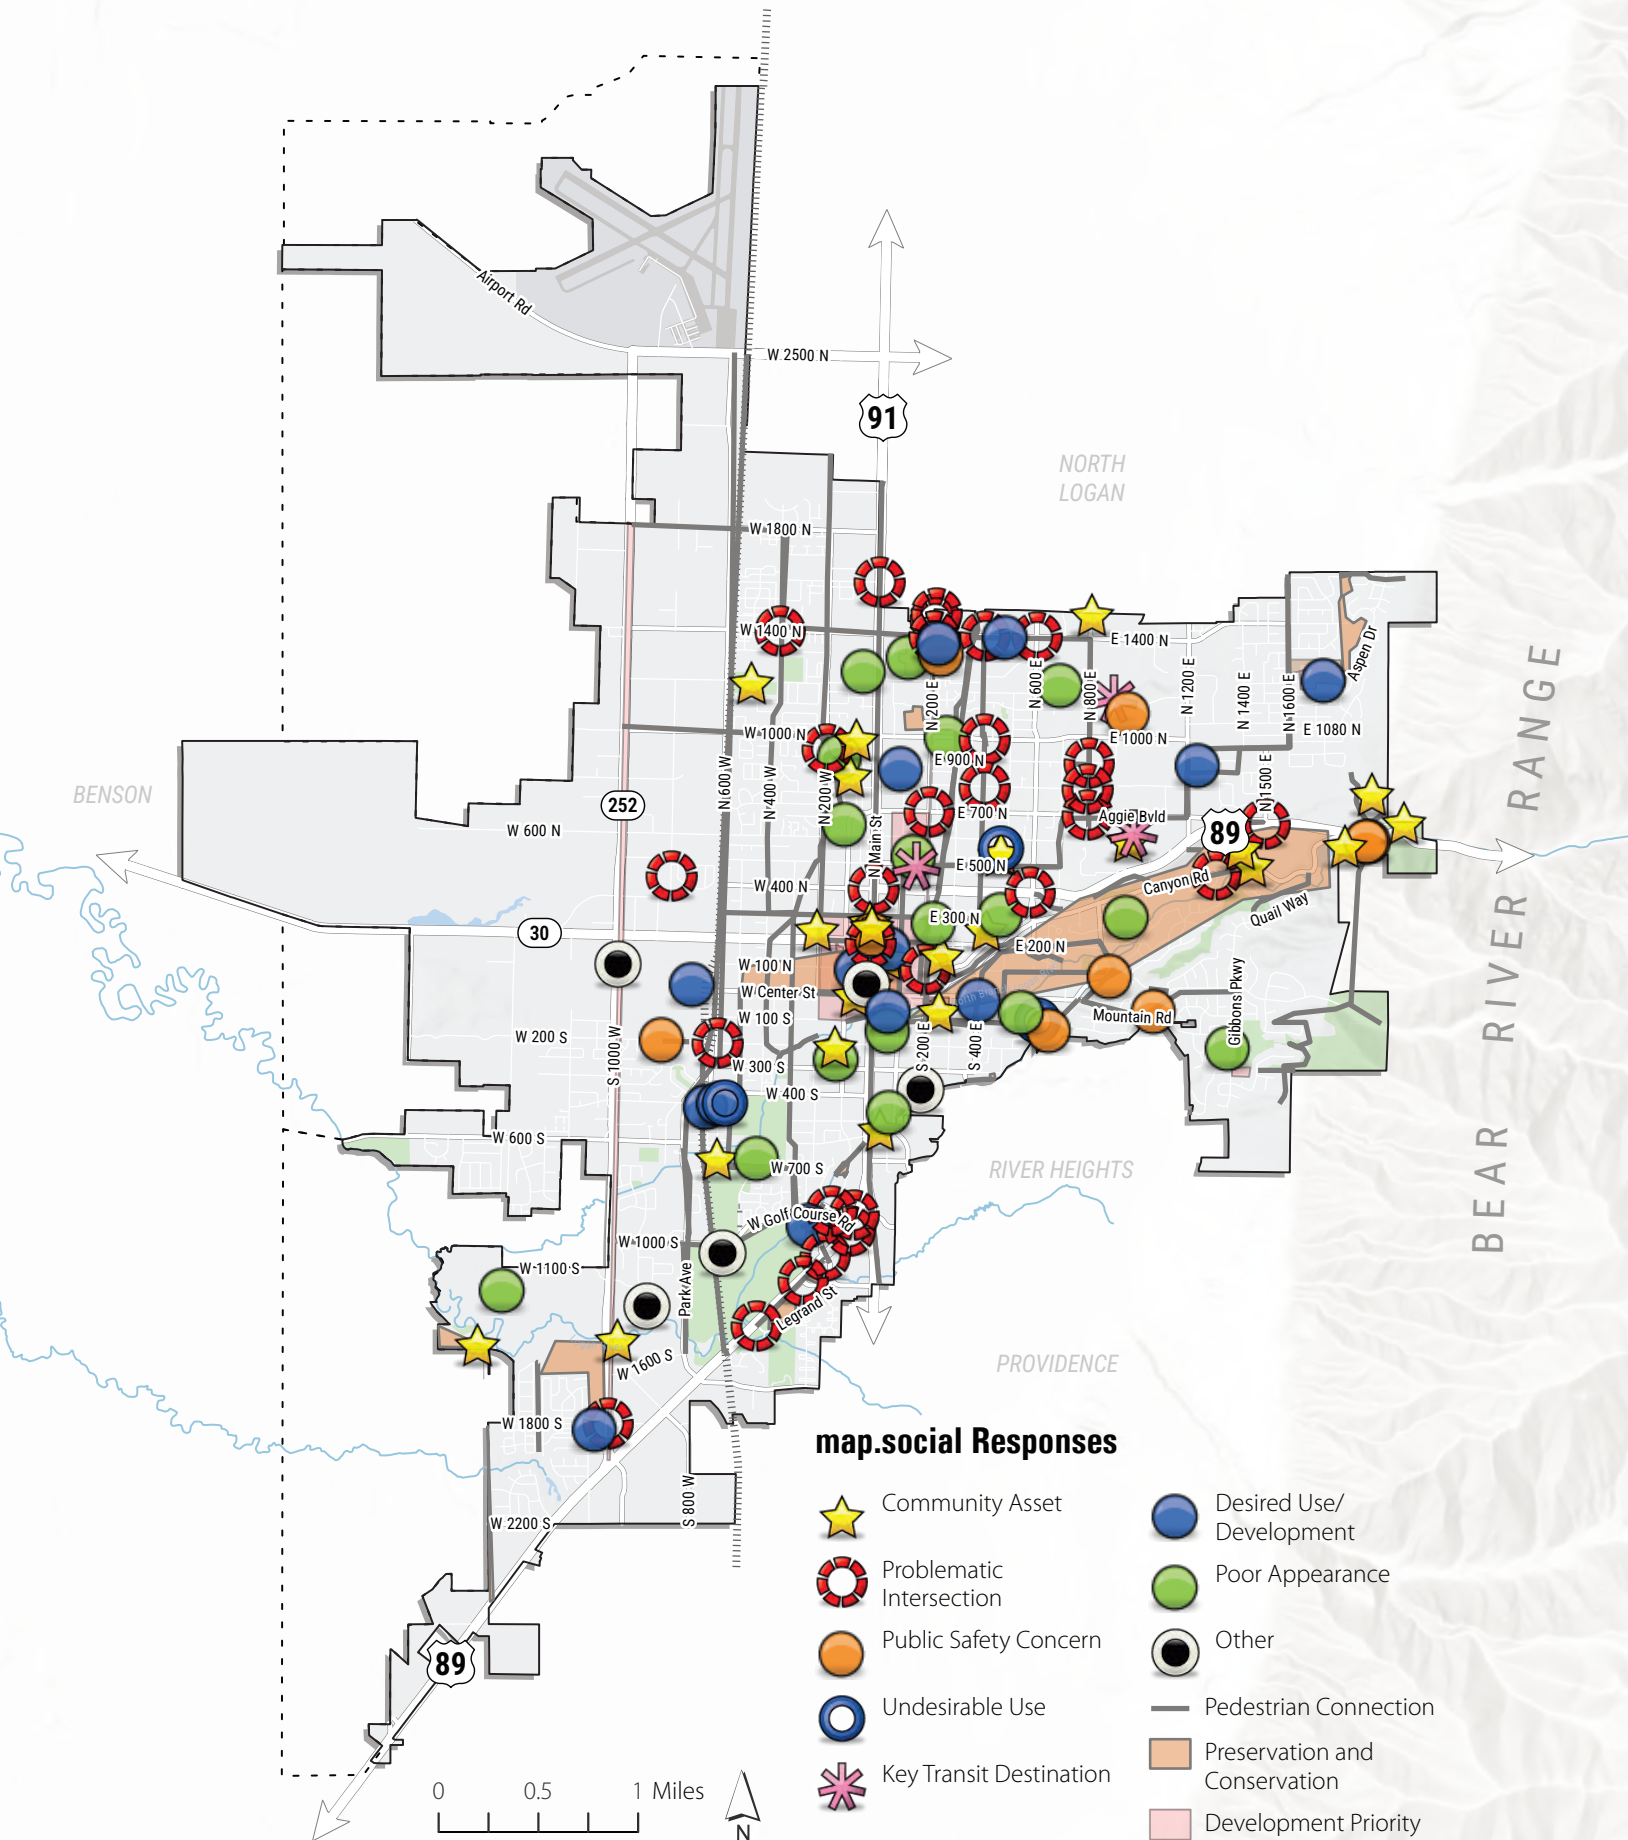 Airport Rd
W 2500 N
91
NORTH
LOGAN
W 1800 N
W 1400 N
E 1400 N
Aspen Dr
N 200 E
N 600 E
N 800 E
N 1200 E
N 1400 E
N 1600 E
W 1000 N
E 1000 N
E 1080 N
E 900 N
BENSON
252
N 600 W
N 400 W
N 200 W
N 1500 E
W 600 N
E 700 N
Aggie Bvld
89
N Main St
E 500 N
W 400 N
Canyon Rd
Quail Way
30
E 300 N
E 200 N
W 100 N
W Center St
W 100 S
Mountain Rd
Gibbons Pkwy
W 200 S
S 1000 W
S 200 E
S 400 E
W 300 S
W 400 S
W 600 S
W 700 S
RIVER HEIGHTS
BEAR RIVER RANGE
W Golf Course Rd
W 1000 S
W 1100 S
Park Ave
Legrand St
PROVIDENCE
W 1600 S
W 1800 S
S 800 W
W 2200 S
89
map.social Responses
Community Asset
Problematic
Intersection
Public Safety Concern
Undesirable Use
Key Transit Destination
Desired Use/
Development
Poor Appearance
Other
Pedestrian Connection
Preservation and
Conservation
Development Priority
0 0.5 1 Miles
N